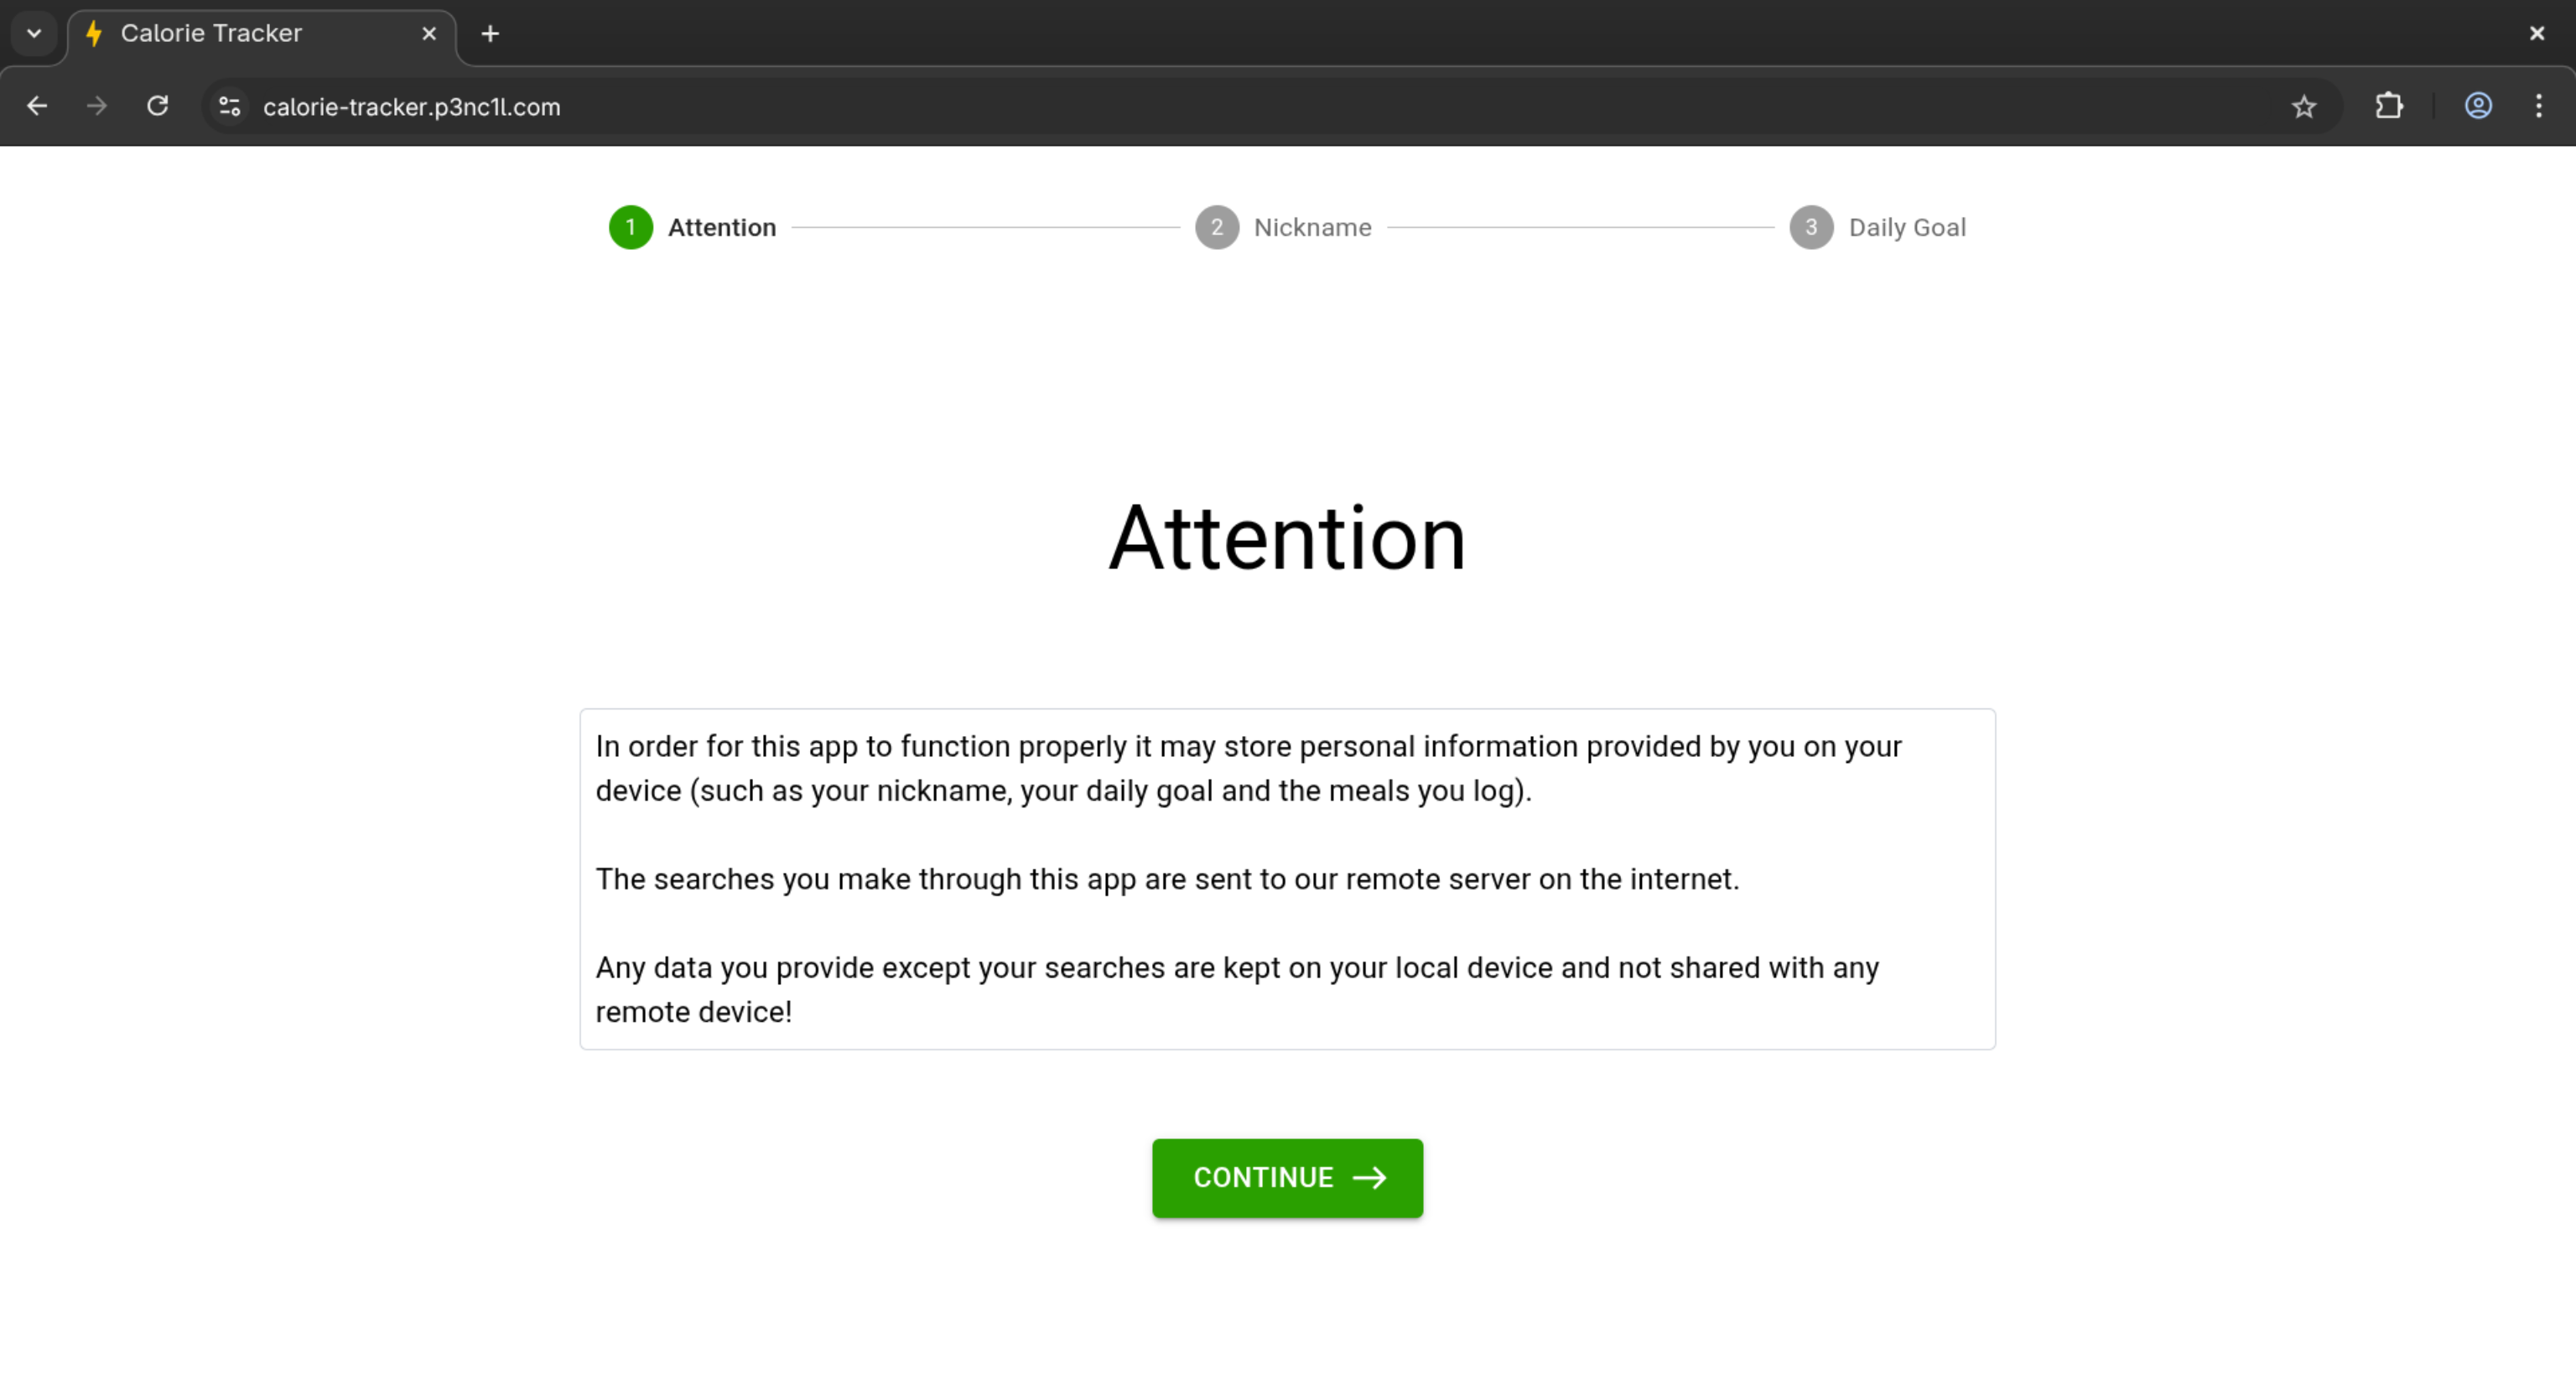 Calorie Tracker
calorie-tracker.p3nc1l.com
1 Attention 2 Nickname 3 Daily Goal
Attention
In order for this app to function properly it may store personal information provided by you on your
device (such as your nickname, your daily goal and the meals you log).
The searches you make through this app are sent to our remote server on the internet.
Any data you provide except your searches are kept on your local device and not shared with any
remote device!
CONTINUE